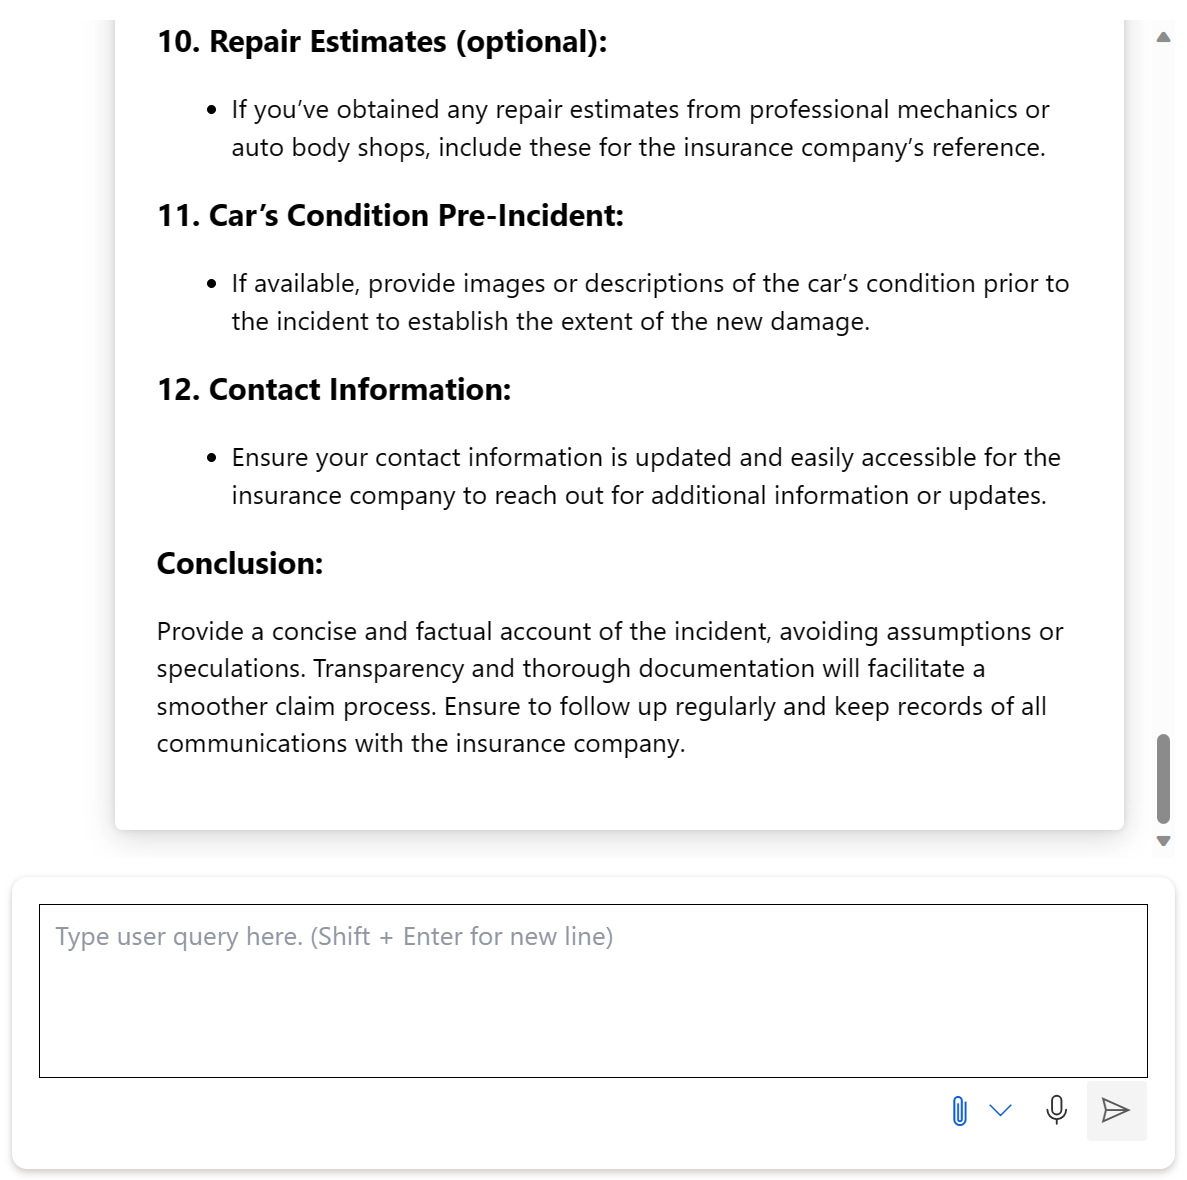 10. Repair Estimates (optional):
If you’ve obtained any repair estimates from professional mechanics or
auto body shops, include these for the insurance company’s reference.
11. Car’s Condition Pre-Incident:
If available, provide images or descriptions of the car’s condition prior to
the incident to establish the extent of the new damage.
12. Contact Information:
Ensure your contact information is updated and easily accessible for the
insurance company to reach out for additional information or updates.
Conclusion:
Provide a concise and factual account of the incident, avoiding assumptions or
speculations. Transparency and thorough documentation will facilitate a
smoother claim process. Ensure to follow up regularly and keep records of all
communications with the insurance company.
Type user query here. (Shift + Enter for new line)